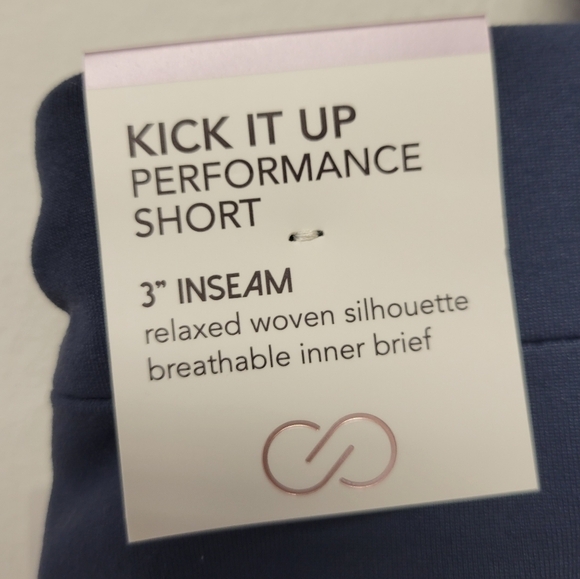 KICK IT UP
PERFORMANCE
SHORT
3" INSEAM
relaxed woven silhouette
breathable inner brief